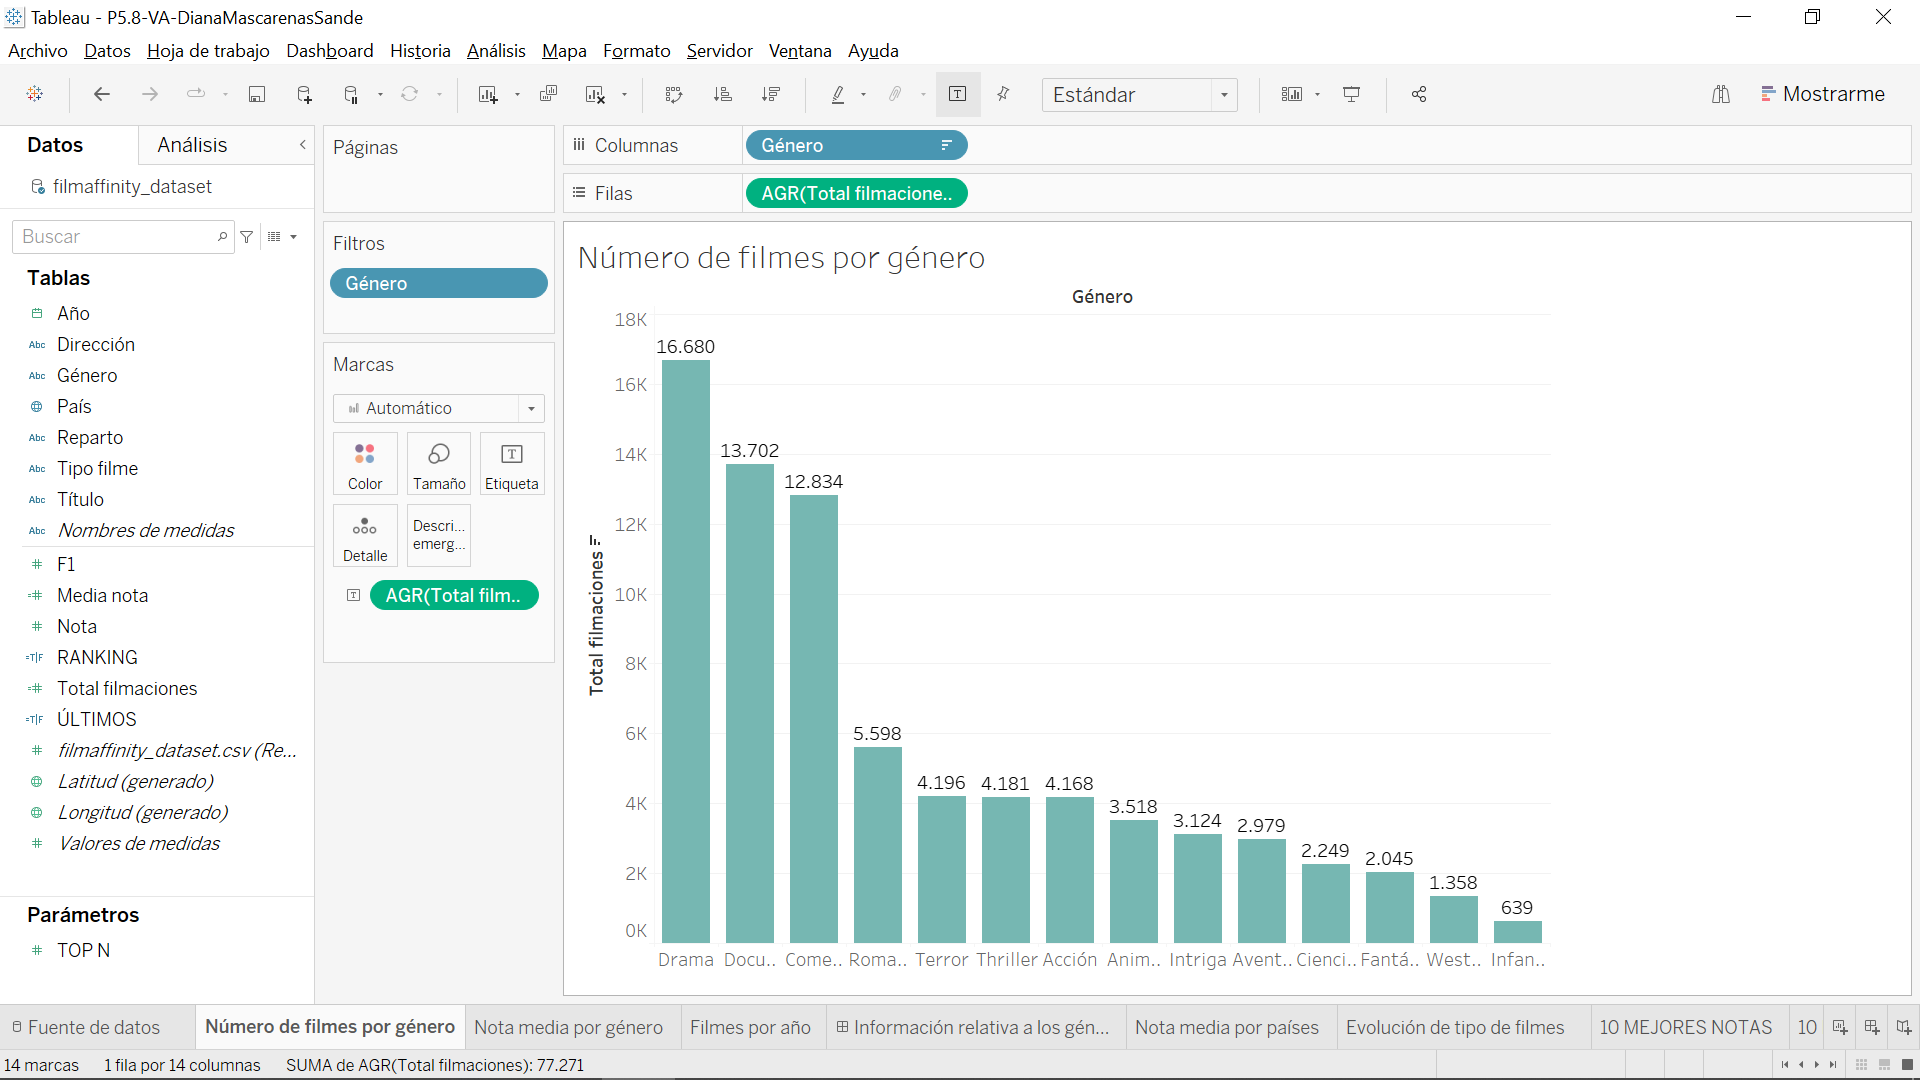 Tableau - P5.8-VA-DianaMascarenasSande
Archivo Datos Hoja de trabajo Dashboard Historia Análisis Mapa Formato Servidor Ventana Ayuda
Estándar
Mostrarme
Datos
Análisis
filmaffinity_dataset
Buscar
Tablas
Año
Abc Dirección
Abc Género
País
Abc Reparto
Abc Tipo filme
Abc Título
Abc Nombres de medidas
# F1
=# Media nota
# Nota
=T|F RANKING
=# Total filmaciones
=T|F ÚLTIMOS
# filmaffinity_dataset.csv (Re...
Latitud (generado)
Longitud (generado)
# Valores de medidas
Parámetros
# TOP N
Páginas
Filtros
Género
Marcas
Automático
Color
Tamaño
Etiqueta
Detalle
Descri...
emerg...
AGR(Total film..
Columnas
Género
Filas
AGR(Total filmacione..
Número de filmes por género
Género
Total filmaciones
18K
16K
14K
12K
10K
8K
6K
4K
2K
0K
16.680
13.702
12.834
5.598
4.196
4.181
4.168
3.518
3.124
2.979
2.249
2.045
1.358
639
Drama Docu.. Come.. Roma.. Terror Thriller Acción Anim.. Intriga Avent.. Cienci.. Fantá.. West.. Infan..
Fuente de datos
Número de filmes por género
Nota media por género
Filmes por año
Información relativa a los gén...
Nota media por países
Evolución de tipo de filmes
10 MEJORES NOTAS
10
14 marcas
1 fila por 14 columnas
SUMA de AGR(Total filmaciones): 77.271